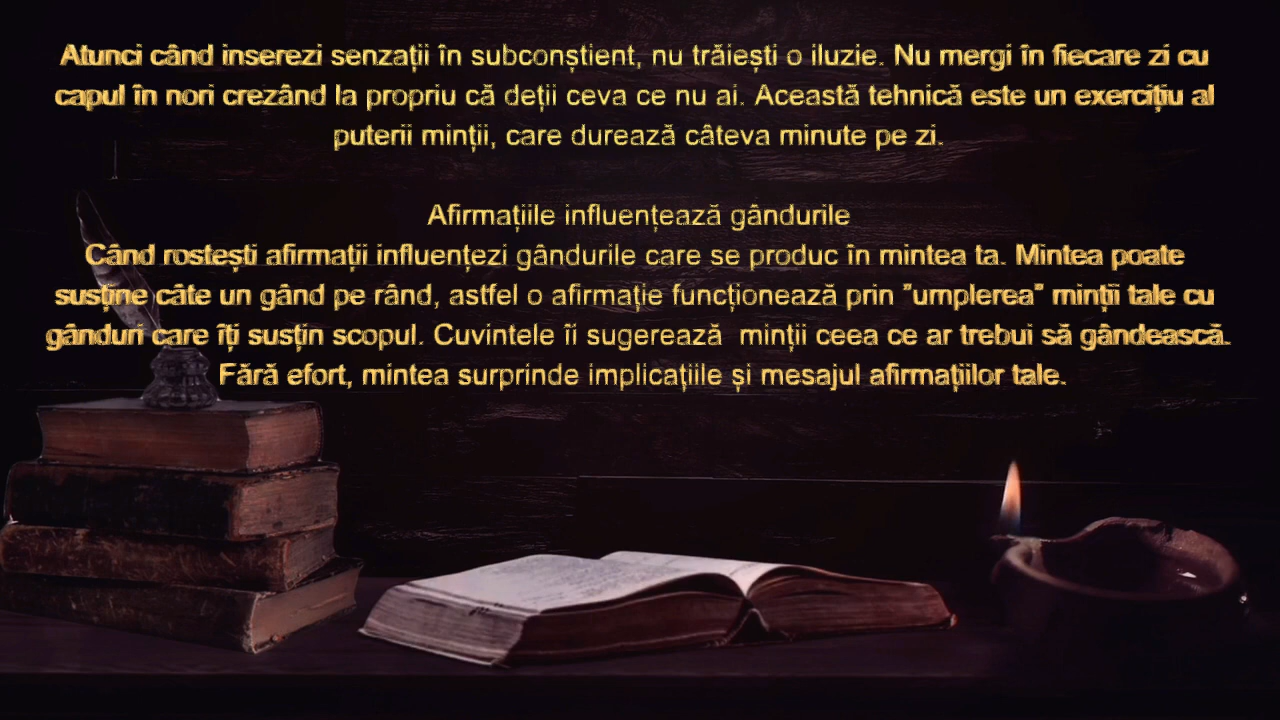 Atunci când inserezi senzații în subconștient, nu trăiești o iluzie. Nu mergi în fiecare zi cu
capul în nori crezând la propriu că deții ceva ce nu ai. Această tehnică este un exercițiu al
puterii minții, care durează câteva minute pe zi.
Afirmațiile influențează gândurile
Când rostești afirmații influențezi gândurile care se produc în mintea ta. Mintea poate
susține câte un gând pe rând, astfel o afirmație funcționează prin ”umplerea” minții tale cu
gânduri care îți susțin scopul. Cuvintele îi sugerează  minții ceea ce ar trebui să gândească.
Fără efort, mintea surprinde implicațiile și mesajul afirmațiilor tale.